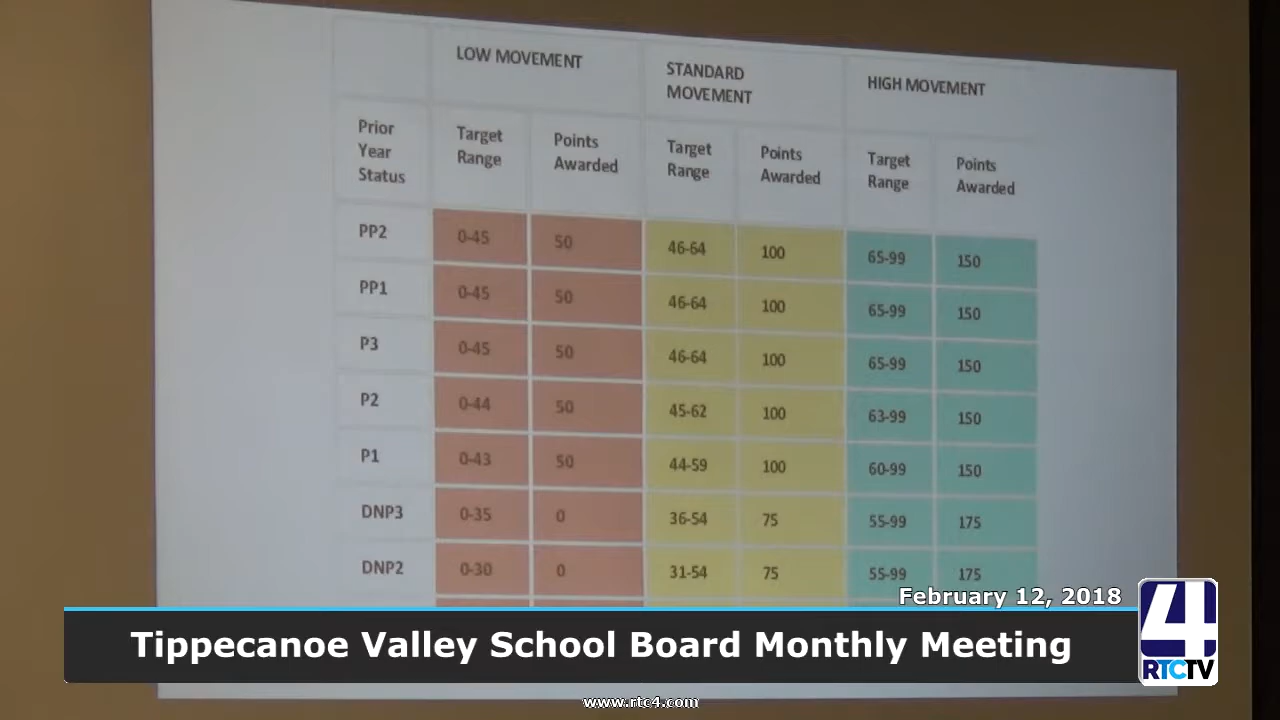 LOW MOVEMENT
STANDARD
MOVEMENT
HIGH MOVEMENT
Prior
Year
Status
Target
Range
Points
Awarded
Target
Range
Points
Awarded
Target
Range
Points
Awarded
PP2 0-45 50 46-64 100 65-99 150
PP1 0-45 50 46-64 100 65-99 150
P3 0-45 50 46-64 100 65-99 150
P2 0-44 50 45-62 100 63-99 150
P1 0-43 50 44-59 100 60-99 150
DNP3 0-35 0 36-54 75 55-99 175
DNP2 0-30 0 31-54 75 55-99 175
February 12, 2018
Tippecanoe Valley School Board Monthly Meeting
4
RTCTV
www.rtc4.com